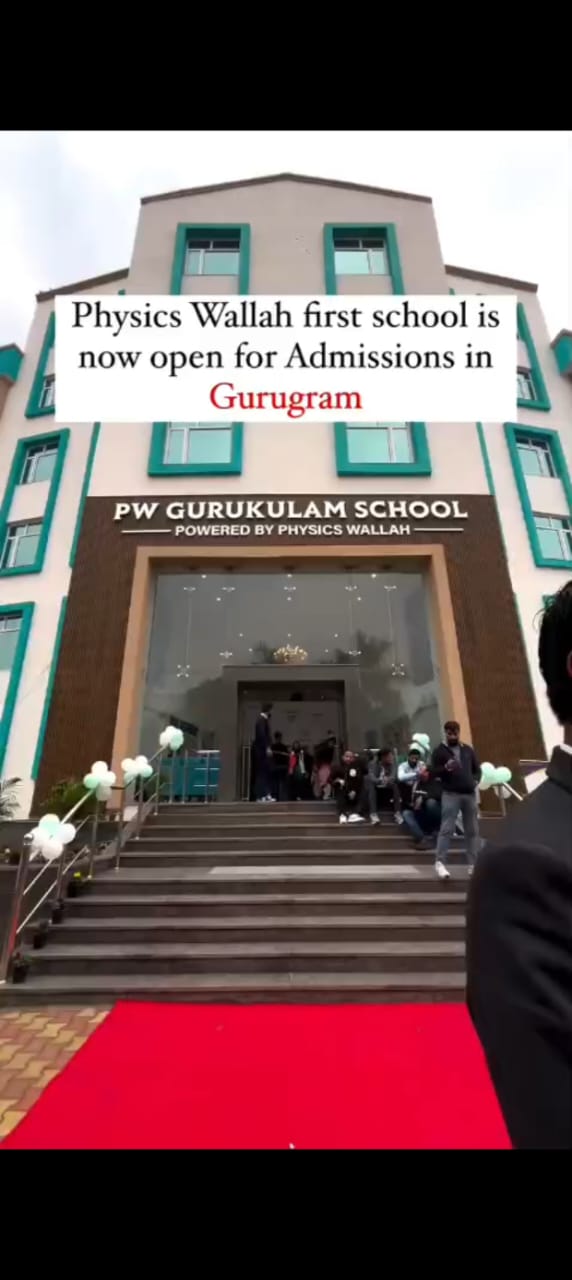 Physics Wallah first school is
now open for Admissions in
Gurugram
PW GURUKULAM SCHOOL
POWERED BY PHYSICS WALLAH